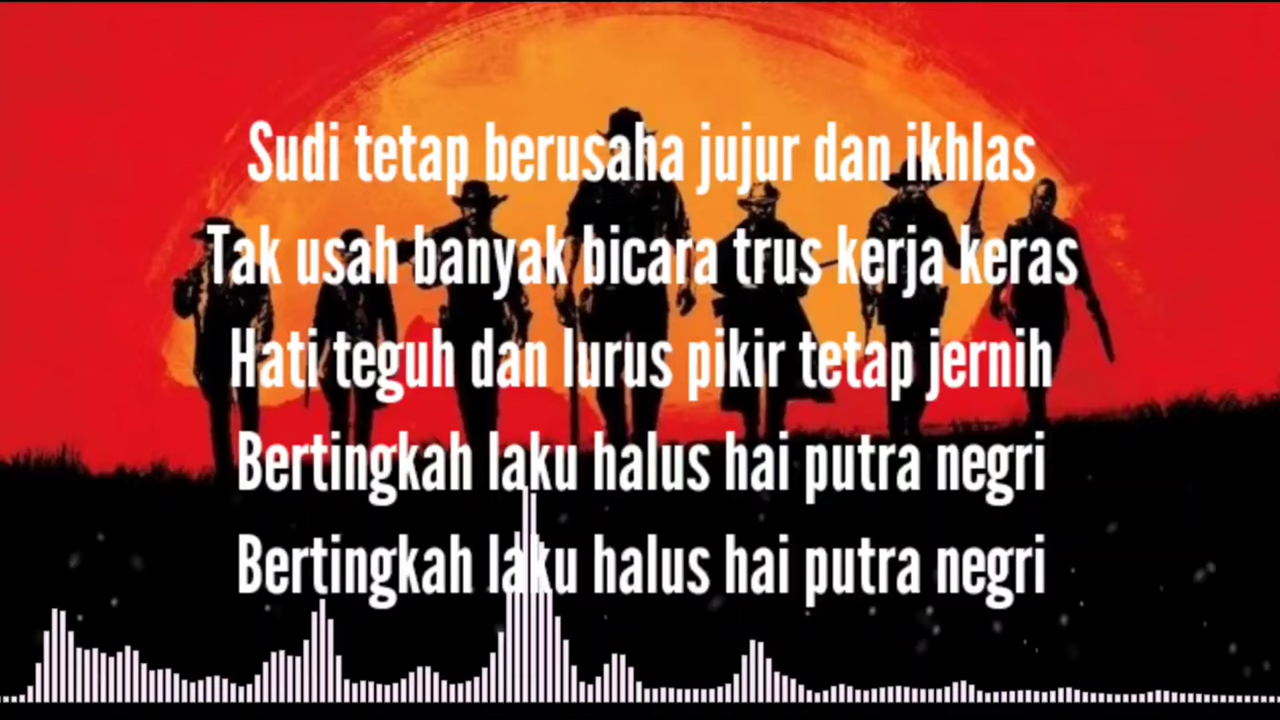 Sudi tetap berusaha jujur dan ikhlas
Tak usah banyak bicara trus kerja keras
Hati teguh dan lurus pikir tetap jernih
Bertingkah laku halus hai putra negri
Bertingkah laku halus hai putra negri